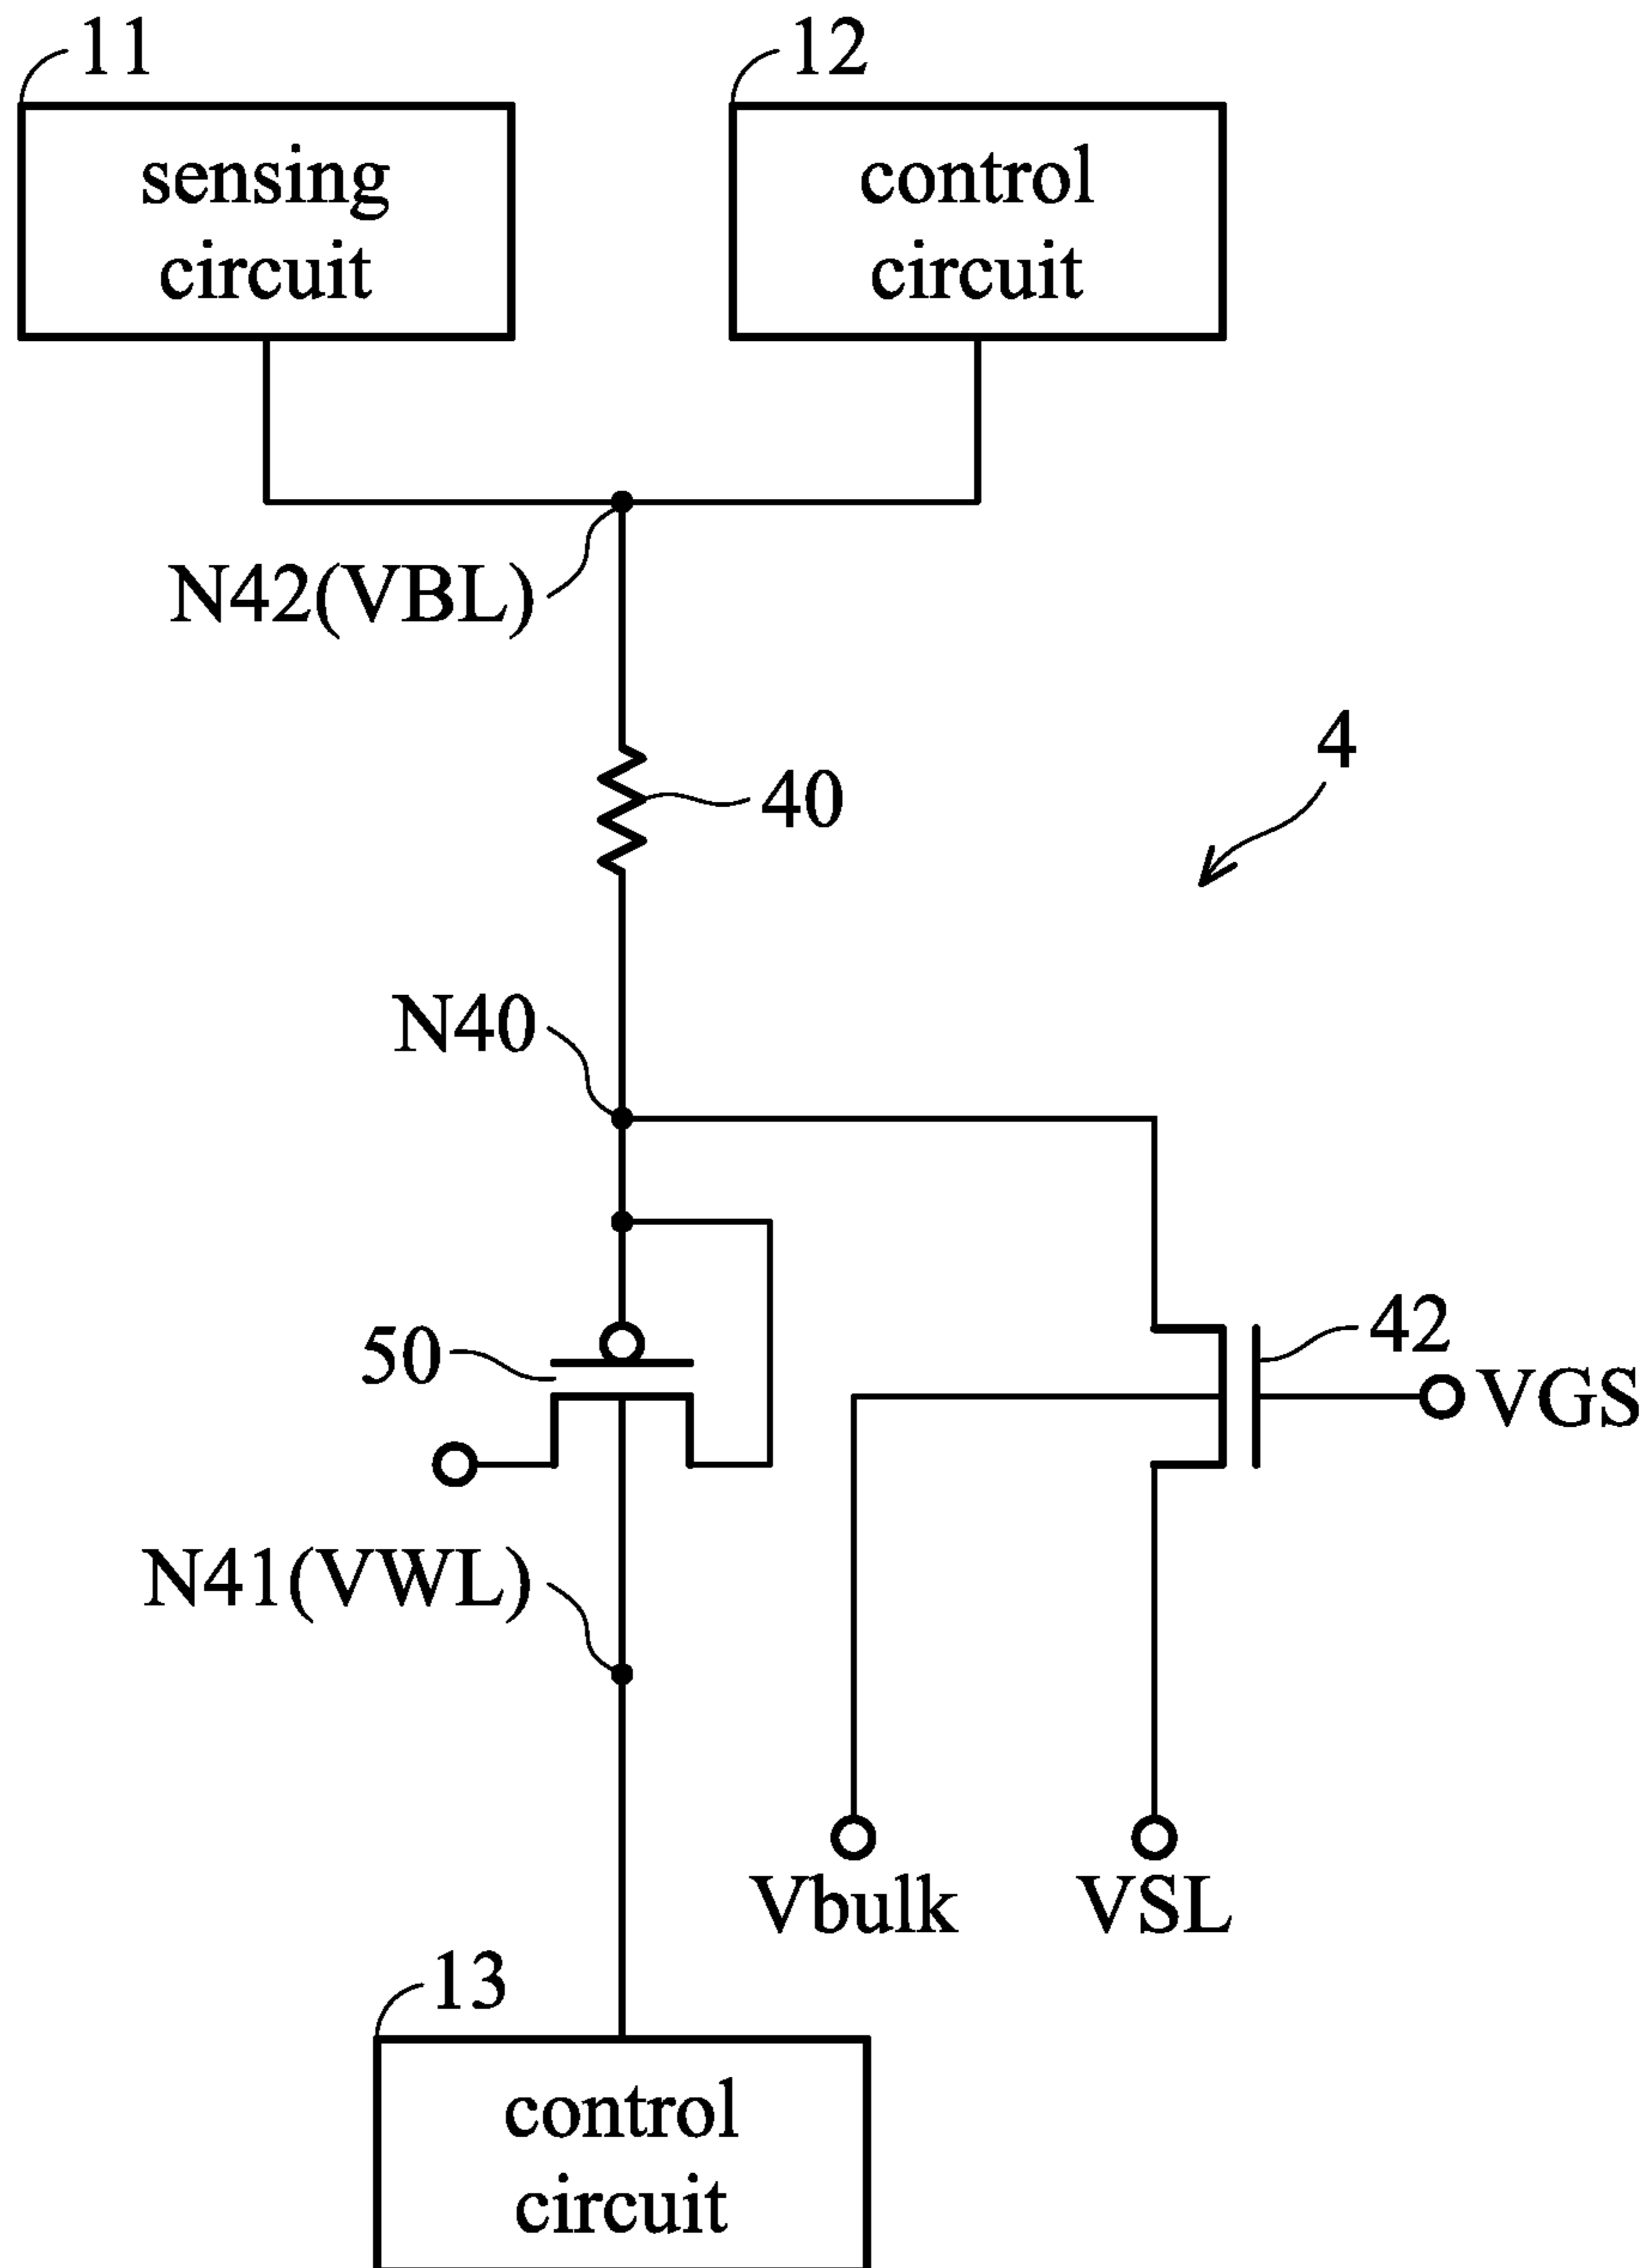 11
12
sensing
circuit
control
circuit
N42(VBL)
4
40
N40
50
42
VGS
N41(VWL)
Vbulk
VSL
13
control
circuit